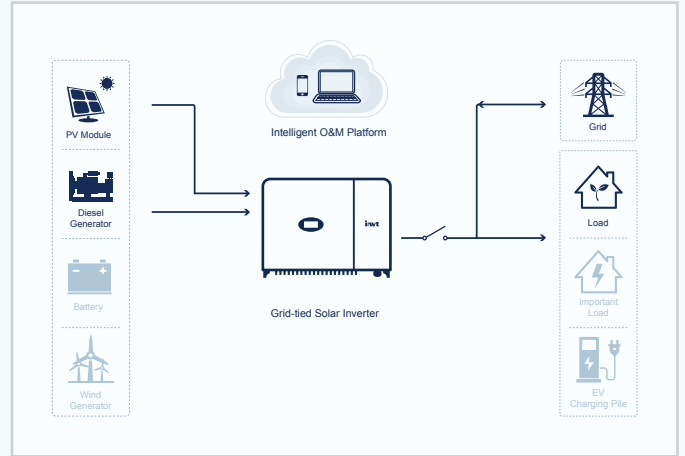 Intelligent O&M Platform
PV Module
Diesel
Generator
Battery
Wind
Generator
invt
Grid-tied Solar Inverter
Grid
Load
Important
Load
EV
Charging Pile